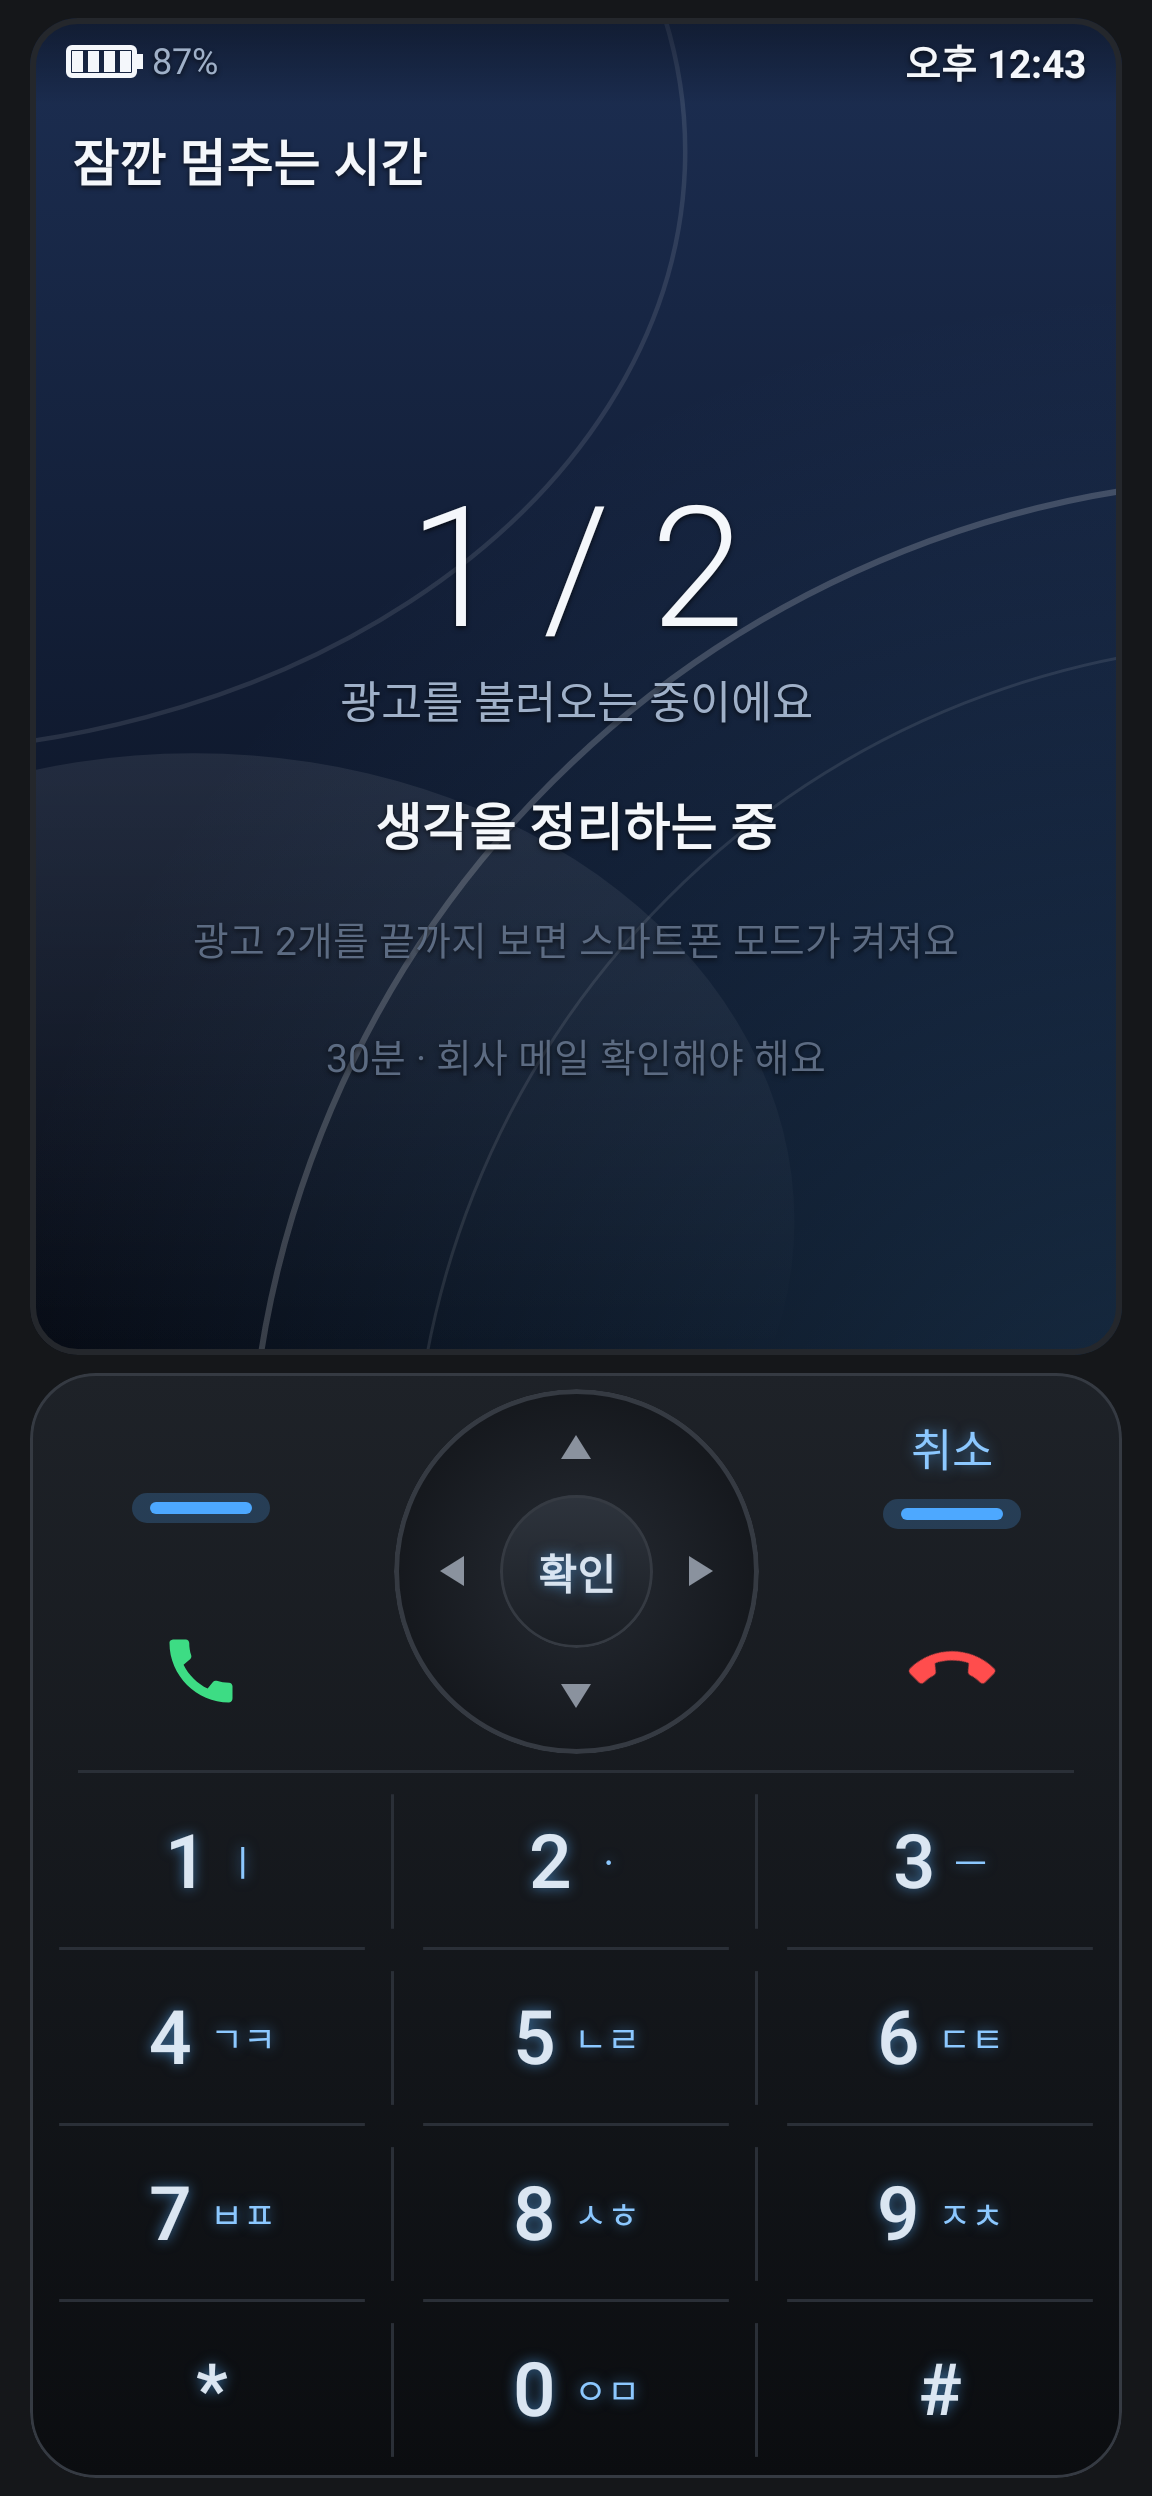 87%
오후 12:43
잠깐 멈추는 시간
1 / 2
광고를 불러오는 중이에요
생각을 정리하는 중
광고 2개를 끝까지 보면 스마트폰 모드가 켜져요
30분 · 회사 메일 확인해야 해요
취소
확인
1 ㅣ
2 ·
3 ㅡ
4 ㄱㅋ
5 ㄴㄹ
6 ㄷㅌ
7 ㅂㅍ
8 ㅅㅎ
9 ㅈㅊ
*
0 ㅇㅁ
#